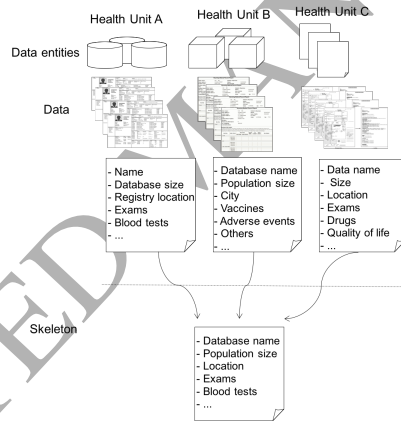 Health Unit A
Health Unit B
Health Unit C
Data entities
Data
- Name
- Database size
- Registry location
- Exams
- Blood tests
- ...
- Database name
- Population size
- City
- Vaccines
- Adverse events
- Others
- ...
- Data name
- Size
- Location
- Exams
- Drugs
- Quality of life
- ...
Skeleton
- Database name
- Population size
- Location
- Exams
- Blood tests
- ...